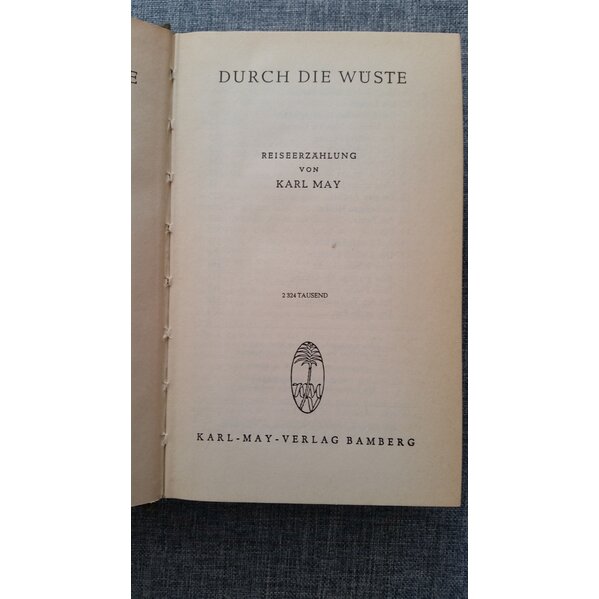 E
DURCH DIE WÜSTE
REISEERZÄHLUNG
VON
KARL MAY
2 324 TAUSEND
KARL-MAY-VERLAG BAMBERG